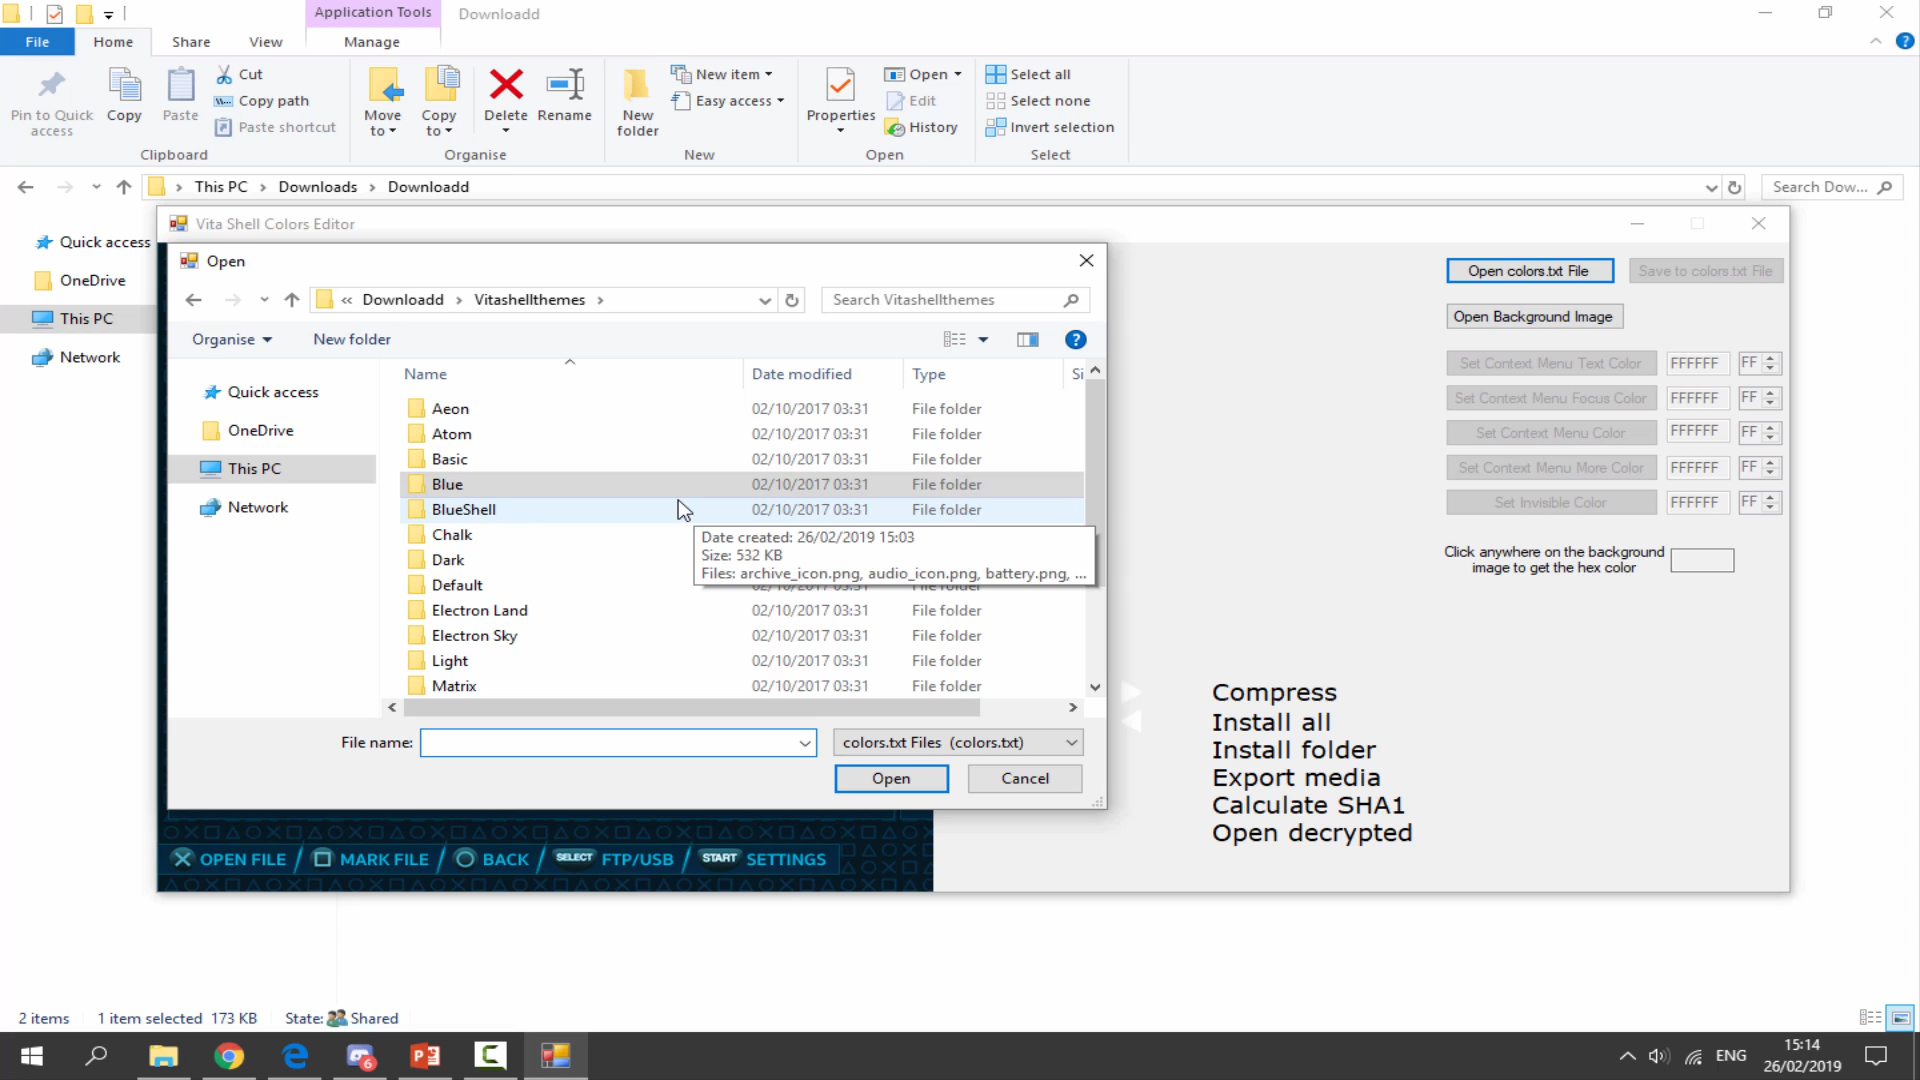 Application Tools
Downloadd
File
Home
Share
View
Manage
Pin to Quick access
Copy
Paste
Cut
Copy path
Paste shortcut
Clipboard
Move to
Copy to
Delete
Rename
Organise
New folder
New item
Easy access
New
Properties
Open
Edit
History
Open
Select all
Select none
Invert selection
Select
This PC > Downloads > Downloadd
Search Dow...
Quick access
OneDrive
This PC
Network
Vita Shell Colors Editor
Open
« Downloadd > Vitashellthemes >
Search Vitashellthemes
Organise
New folder
Quick access
OneDrive
This PC
Network
Name Date modified Type Si
Aeon 02/10/2017 03:31 File folder
Atom 02/10/2017 03:31 File folder
Basic 02/10/2017 03:31 File folder
Blue 02/10/2017 03:31 File folder
BlueShell 02/10/2017 03:31 File folder
Chalk
Dark
Default 02/10/2017 03:31 File folder
Electron Land 02/10/2017 03:31 File folder
Electron Sky 02/10/2017 03:31 File folder
Light 02/10/2017 03:31 File folder
Matrix 02/10/2017 03:31 File folder
Date created: 26/02/2019 15:03
Size: 532 KB
Files: archive_icon.png, audio_icon.png, battery.png, ...
File name:
colors.txt Files (colors.txt)
Open
Cancel
Open colors.txt File
Save to colors.txt File
Open Background Image
Set Context Menu Text Color FFFFFF FF
Set Context Menu Focus Color FFFFFF FF
Set Context Menu Color FFFFFF FF
Set Context Menu More Color FFFFFF FF
Set Invisible Color FFFFFF FF
Click anywhere on the background
image to get the hex color
Compress
Install all
Install folder
Export media
Calculate SHA1
Open decrypted
OPEN FILE / MARK FILE / BACK / SELECT FTP/USB / START SETTINGS
2 items 1 item selected 173 KB State: Shared
6
ENG
15:14
26/02/2019